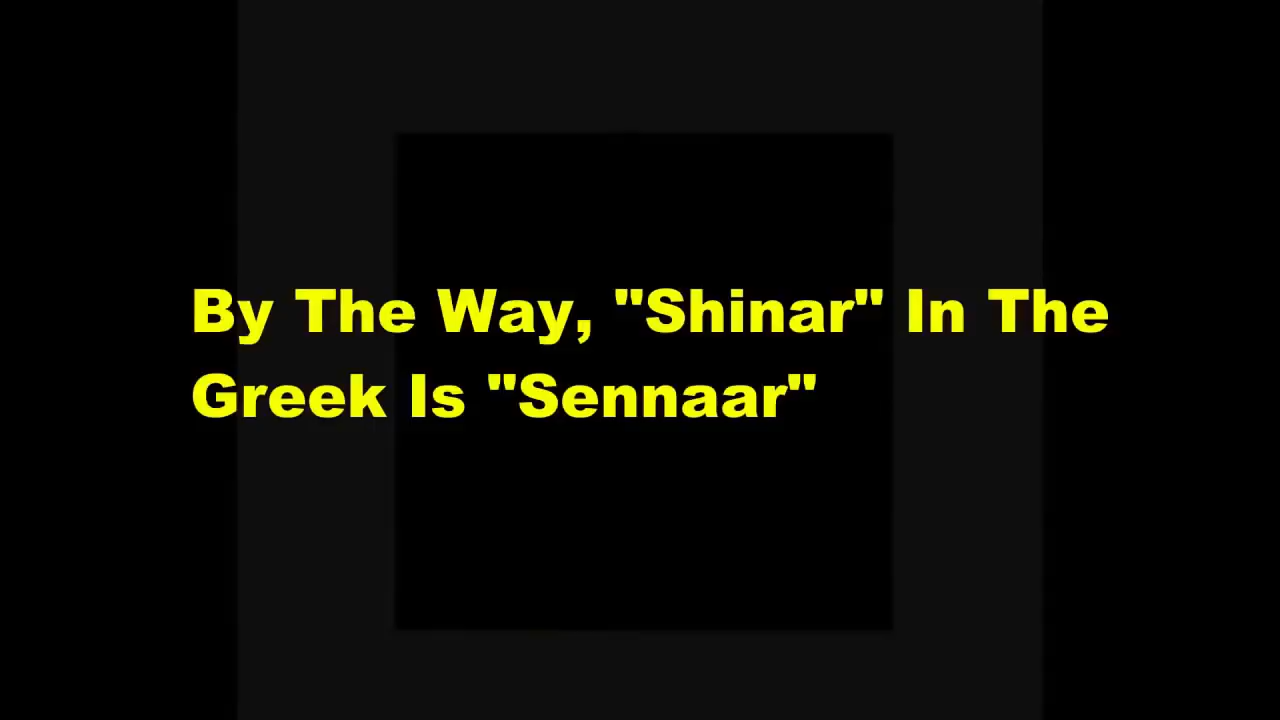 By The Way, "Shinar" In The
Greek Is "Sennaar"